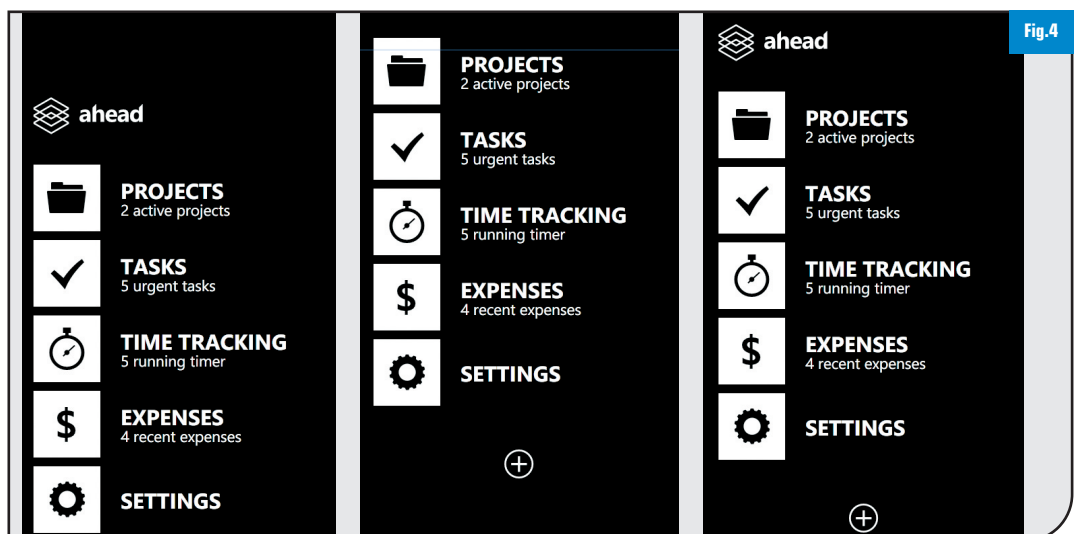 Fig.4
ahead
PROJECTS
2 active projects
TASKS
5 urgent tasks
TIME TRACKING
5 running timer
$
EXPENSES
4 recent expenses
SETTINGS
PROJECTS
2 active projects
TASKS
5 urgent tasks
TIME TRACKING
5 running timer
$
EXPENSES
4 recent expenses
SETTINGS
ahead
PROJECTS
2 active projects
TASKS
5 urgent tasks
TIME TRACKING
5 running timer
$
EXPENSES
4 recent expenses
SETTINGS